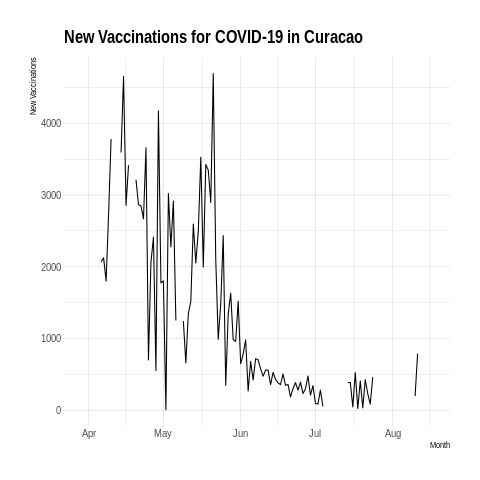 New Vaccinations for COVID-19 in Curacao
New Vaccinations
4000
3000
2000
1000
0
Apr May Jun Jul Aug
Month